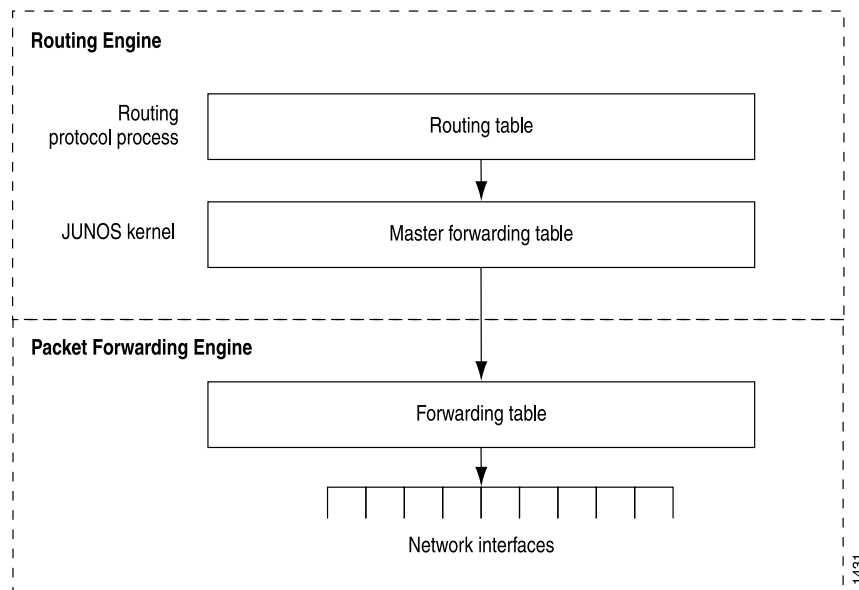 Routing Engine
Routing
protocol process
Routing table
JUNOS kernel
Master forwarding table
Packet Forwarding Engine
Forwarding table
Network interfaces
1431